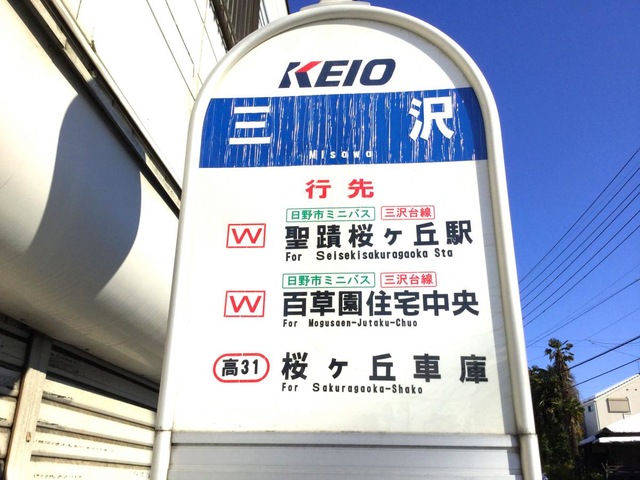 KEIO
三沢
Misawa
行先
日野市ミニバス 三沢台線
W 聖蹟桜ヶ丘駅
For Seisekisakuragaoka Sta
日野市ミニバス 三沢台線
W 百草園住宅中央
For Mogusaen-Jutaku-Chuo
高31 桜ヶ丘車庫
For Sakuragaoka-Shako